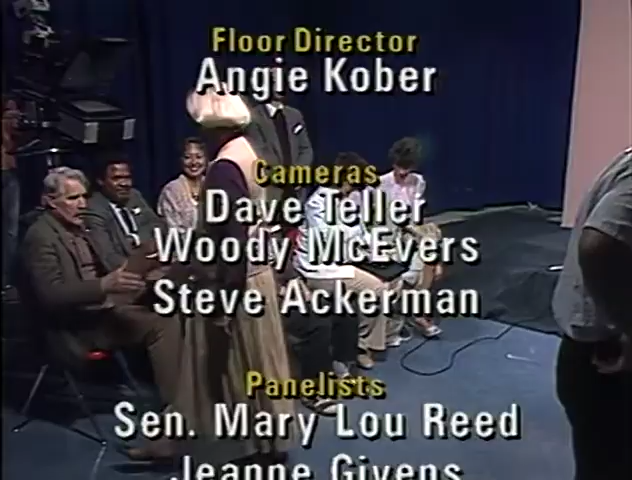 Floor Director
Angie Kober
Cameras
Dave Teller
Woody McEvers
Steve Ackerman
Panelists
Sen. Mary Lou Reed
Jeanne Givens